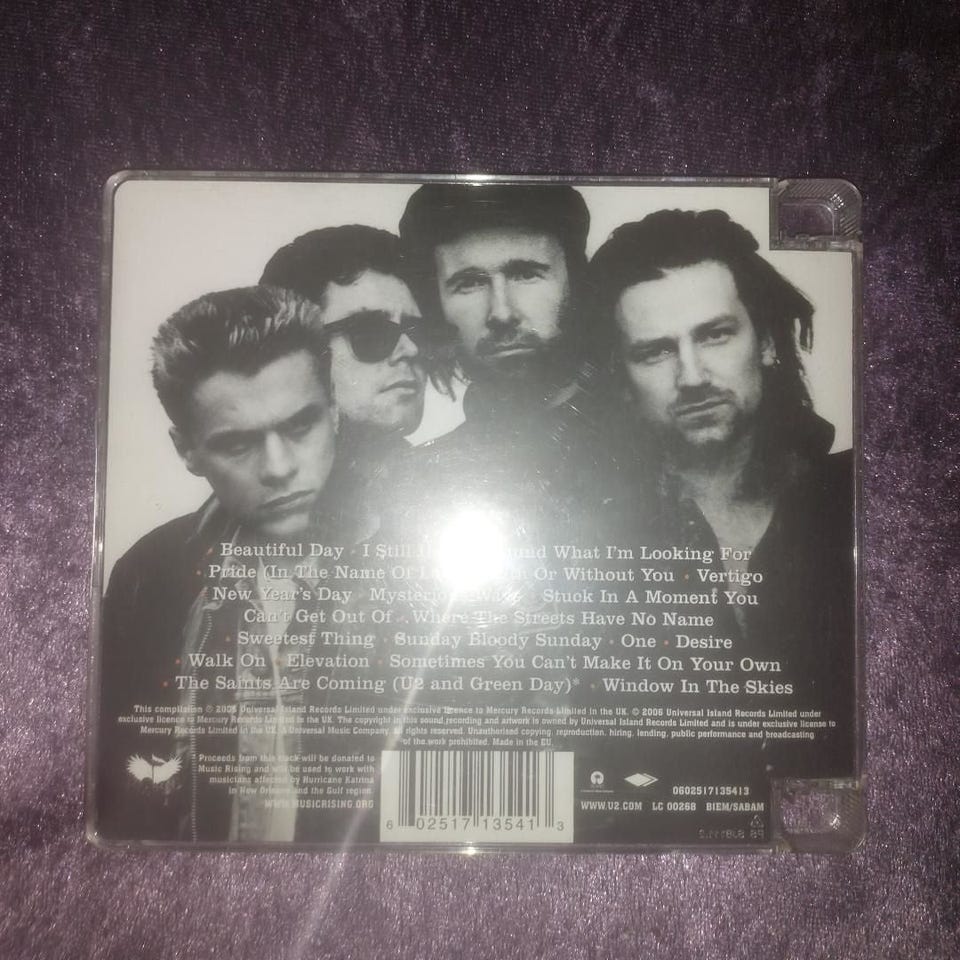 Beautiful Day · I Still Found What I'm Looking For
· Pride (In The Name Of Or Without You · Vertigo
New Year's Day · Mysterious Ways · Stuck In A Moment You
Can't Get Out Of · Where The Streets Have No Name
· Sweetest Thing · Sunday Bloody Sunday · One · Desire
· Walk On · Elevation · Sometimes You Can't Make It On Your Own
· The Saints Are Coming (U2 and Green Day)* · Window In The Skies
This compilation ℗ 2006 Universal Island Records Limited under exclusive licence to Mercury Records Limited in the UK. © 2006 Universal Island Records Limited under
exclusive licence to Mercury Records Limited in the UK. The copyright in this sound recording and artwork is owned by Universal Island Records Limited and is under exclusive license to
Mercury Records Limited in the UK. A Universal Music Company. All rights reserved. Unauthorised copying, reproduction, hiring, lending, public performance and broadcasting
of the work prohibited. Made in the EU.
* Proceeds from this track will be donated to
Music Rising and will be used to work with
musicians affected by Hurricane Katrina
in New Orleans and the Gulf region.
WWW.MUSICRISING.ORG
6 02517 13541 3
0602517135413
WWW.U2.COM LC 00268 BIEM/SABAM